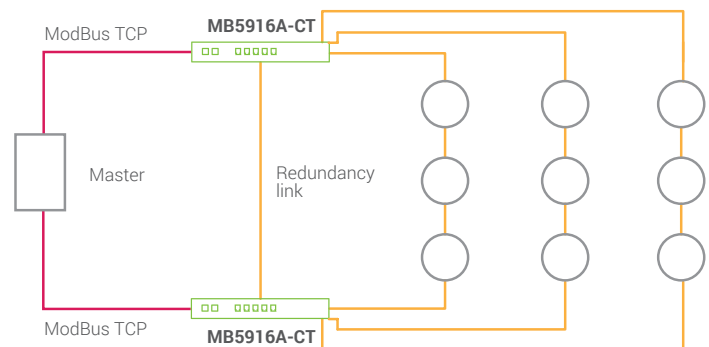 MB5916A-CT
ModBus TCP
Master
Redundancy
link
ModBus TCP
MB5916A-CT